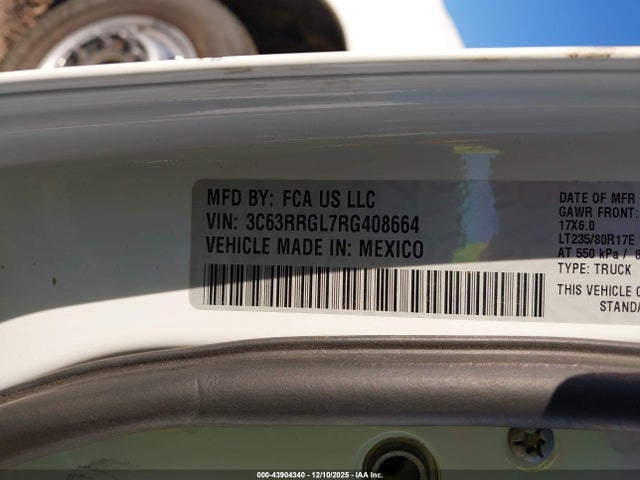 MFD BY: FCA US LLC
VIN: 3C63RRGL7RG408664
VEHICLE MADE IN: MEXICO
DATE OF MFR
GAWR FRONT:
17X6.0
LT235/80R17E
AT 550 kPa / 8
TYPE: TRUCK
THIS VEHICLE
STANDA
000-43904340 - 12/10/2025 - IAA Inc.